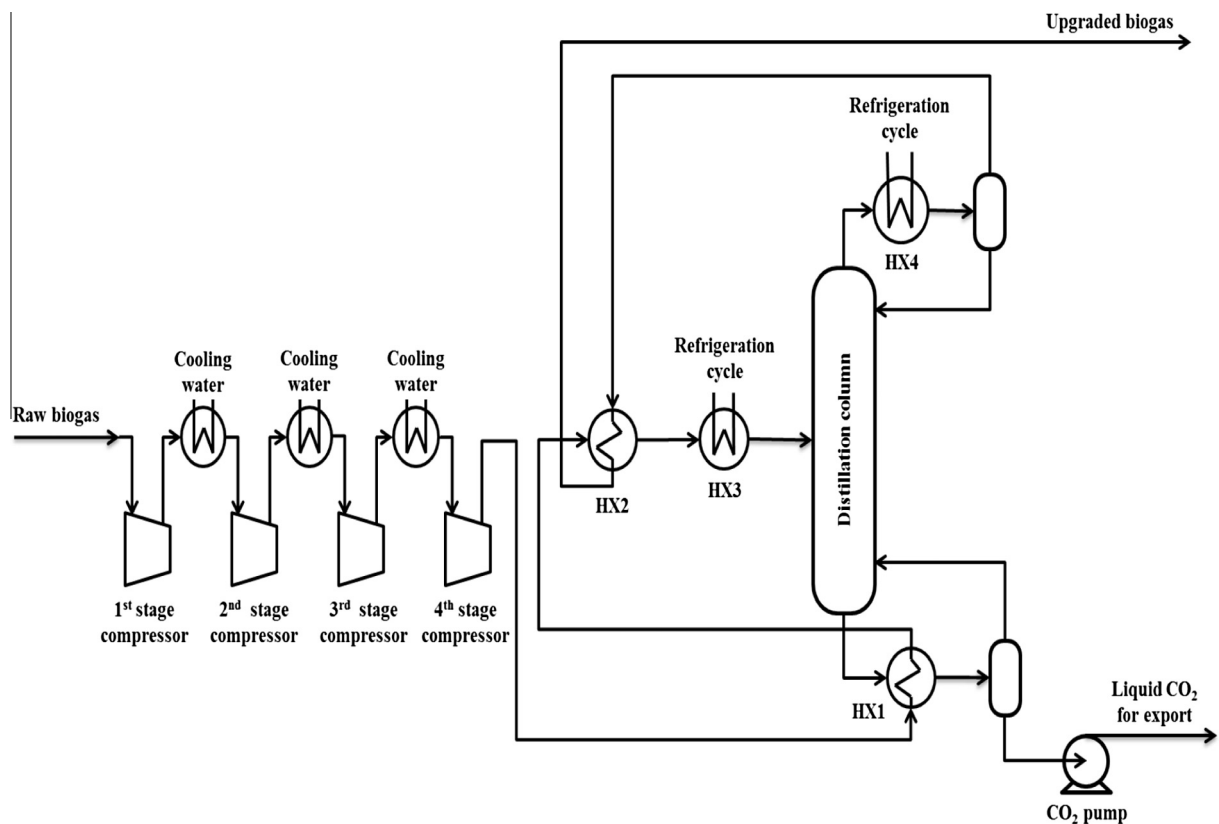 Upgraded biogas
Refrigeration
cycle
HX4
Refrigeration
cycle
Cooling
water
Cooling
water
Cooling
water
Raw biogas
HX2
HX3
Distillation column
1st stage
compressor
2nd stage
compressor
3rd stage
compressor
4th stage
compressor
HX1
Liquid CO2
for export
CO2 pump